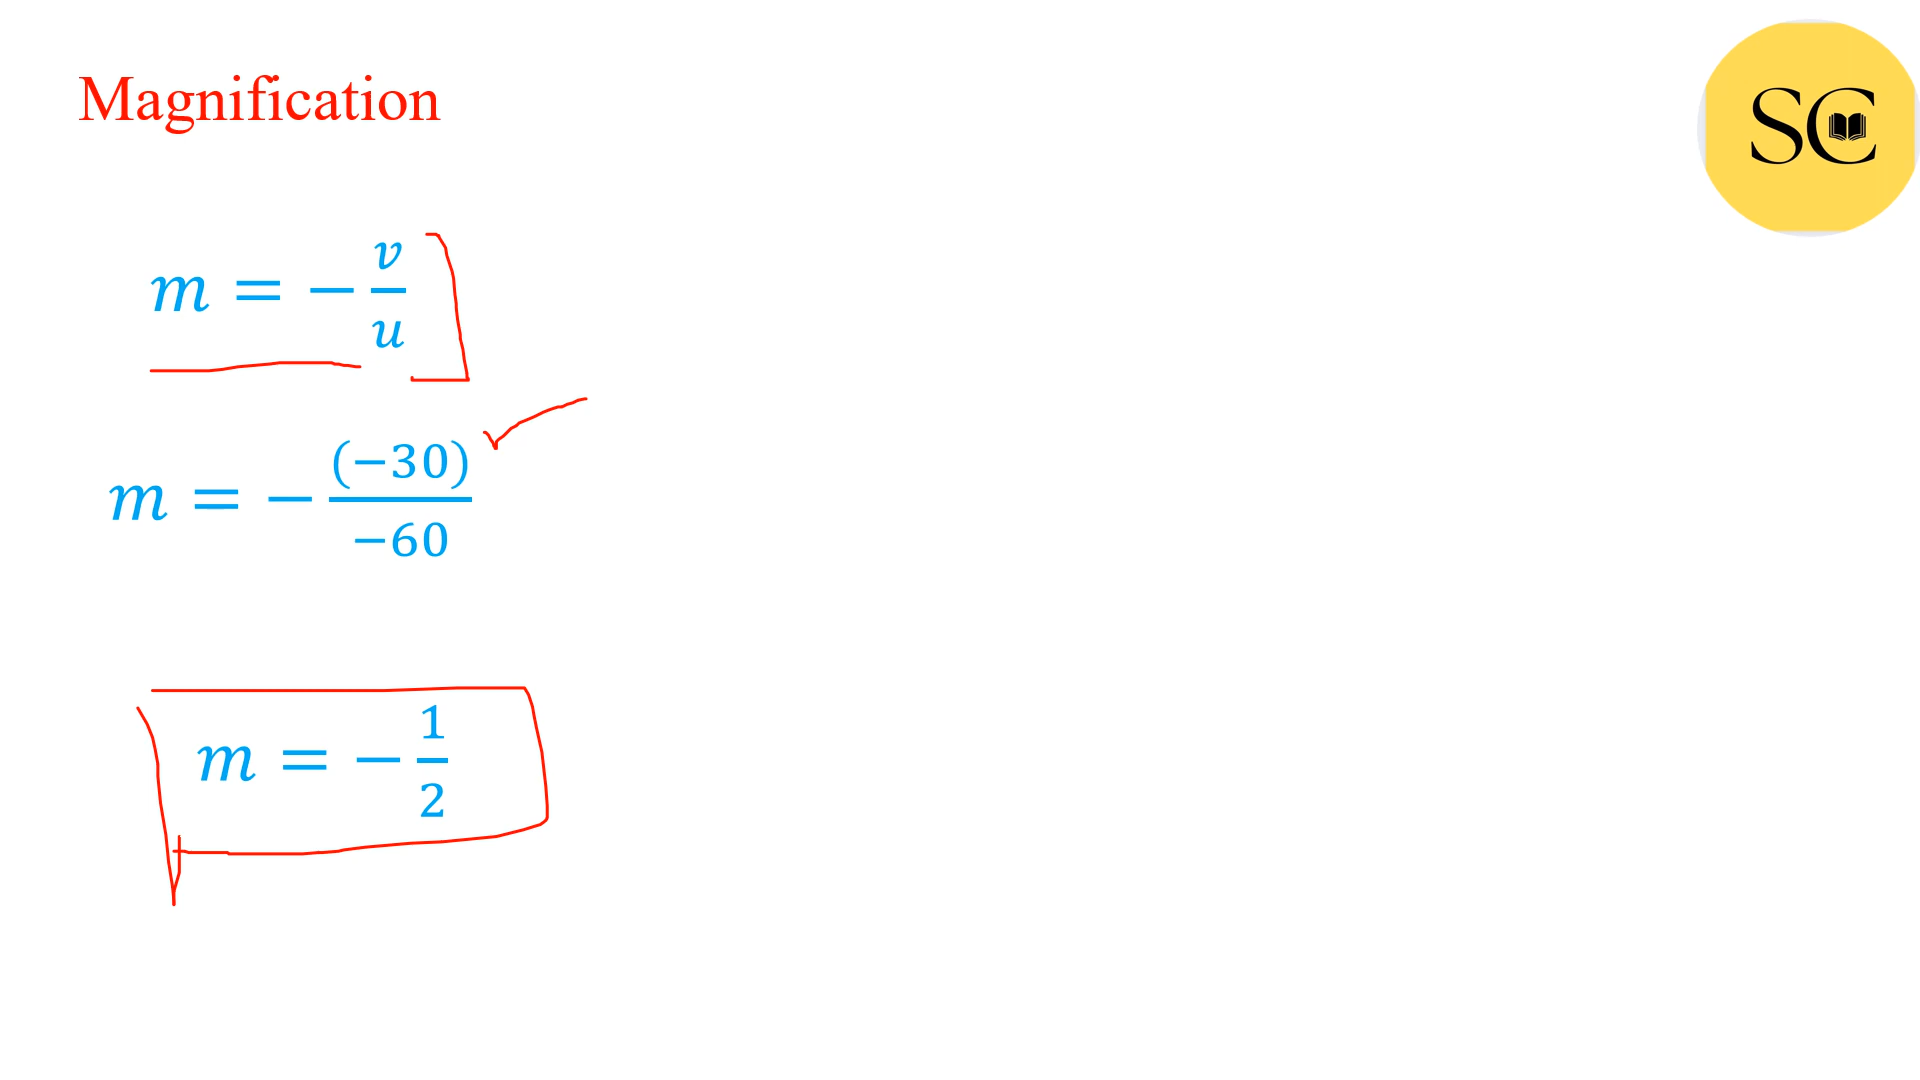 Magnification
SC
m = −v/u
m = −(−30)/−60
m = −1/2